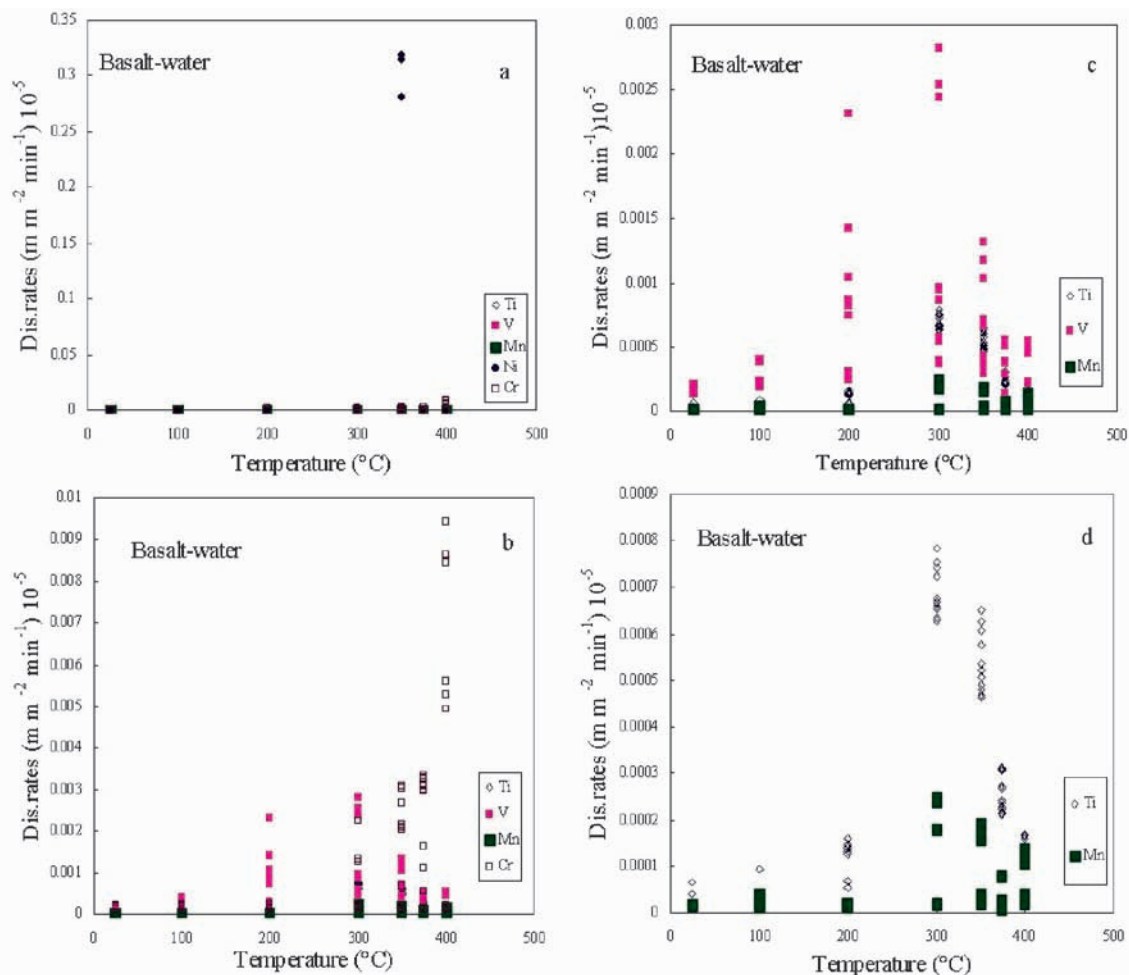 Basalt-water
a
Dis.rates (m m -2 min-1) 10-5
0.35
0.3
0.25
0.2
0.15
0.1
0.05
0
0
100
200
300
400
500
Temperature (°C)
Ti
V
Mn
Ni
Cr
Basalt-water
c
Dis.rates (m m -2 min-1)10-5
0.003
0.0025
0.002
0.0015
0.001
0.0005
0
0
100
200
300
400
500
Temperature (°C)
Ti
V
Mn
Basalt-water
b
Dis.rates (m m -2 min-1) 10-5
0.01
0.009
0.008
0.007
0.006
0.005
0.004
0.003
0.002
0.001
0
0
100
200
300
400
500
Temperature (°C)
Ti
V
Mn
Cr
Basalt-water
d
Dis.rates (m m -2 min-1) 10-5
0.0009
0.0008
0.0007
0.0006
0.0005
0.0004
0.0003
0.0002
0.0001
0
0
100
200
300
400
500
Temperature (°C)
Ti
Mn